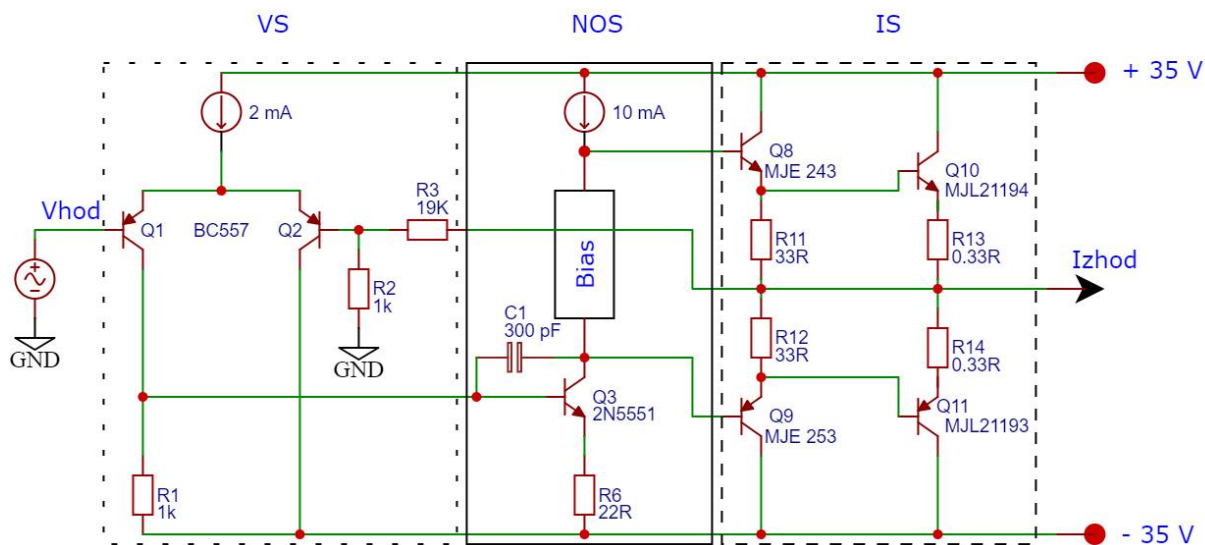 VS
NOS
IS
+ 35 V
2 mA
10 mA
Q8
MJE 243
Q10
MJL21194
Vhod
Q1
BC557
Q2
R3
19K
R11
33R
R13
0.33R
Izhod
Bias
R2
1k
GND
GND
C1
300 pF
R12
33R
R14
0.33R
Q3
2N5551
Q9
MJE 253
Q11
MJL21193
R1
1k
R6
22R
- 35 V